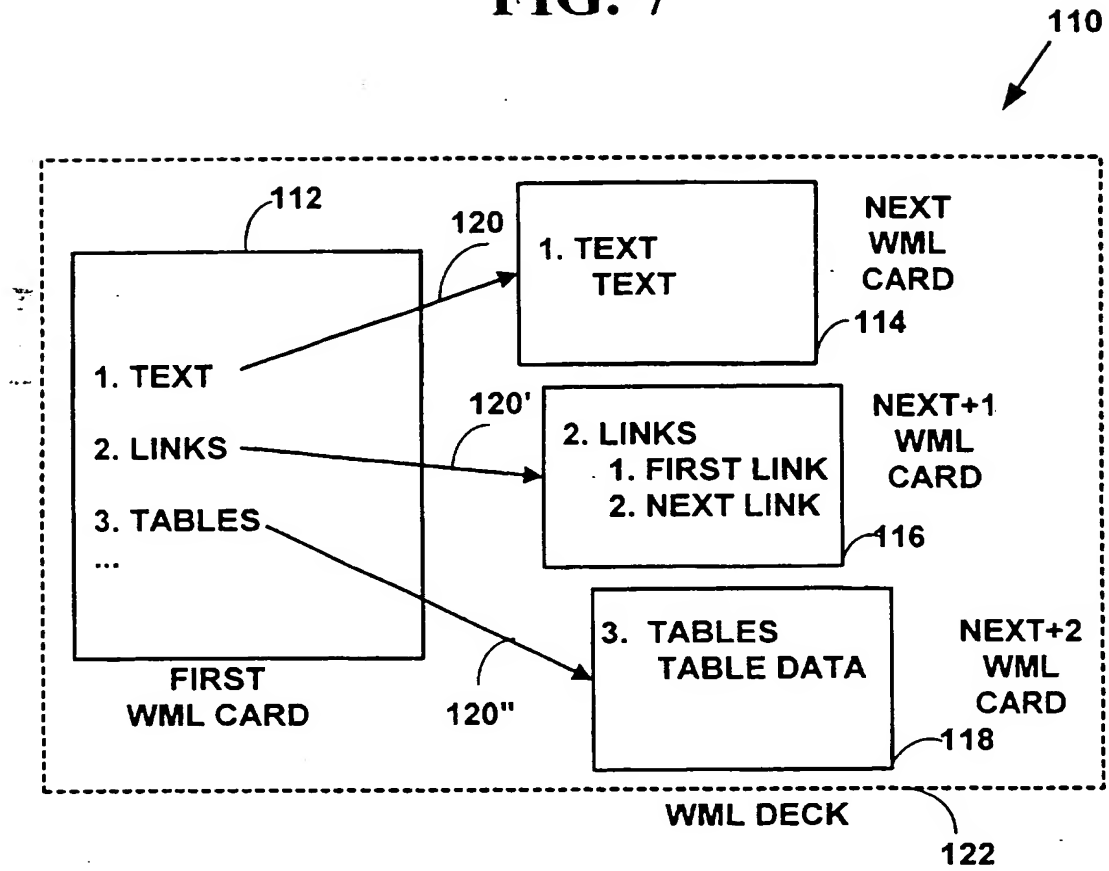 FIG. 7
110
112
120
1. TEXT
TEXT
NEXT
WML
CARD
114
1. TEXT
2. LINKS
3. TABLES
...
120'
2. LINKS
1. FIRST LINK
2. NEXT LINK
NEXT+1
WML
CARD
116
3. TABLES
TABLE DATA
NEXT+2
WML
CARD
118
120"
FIRST
WML CARD
WML DECK
122